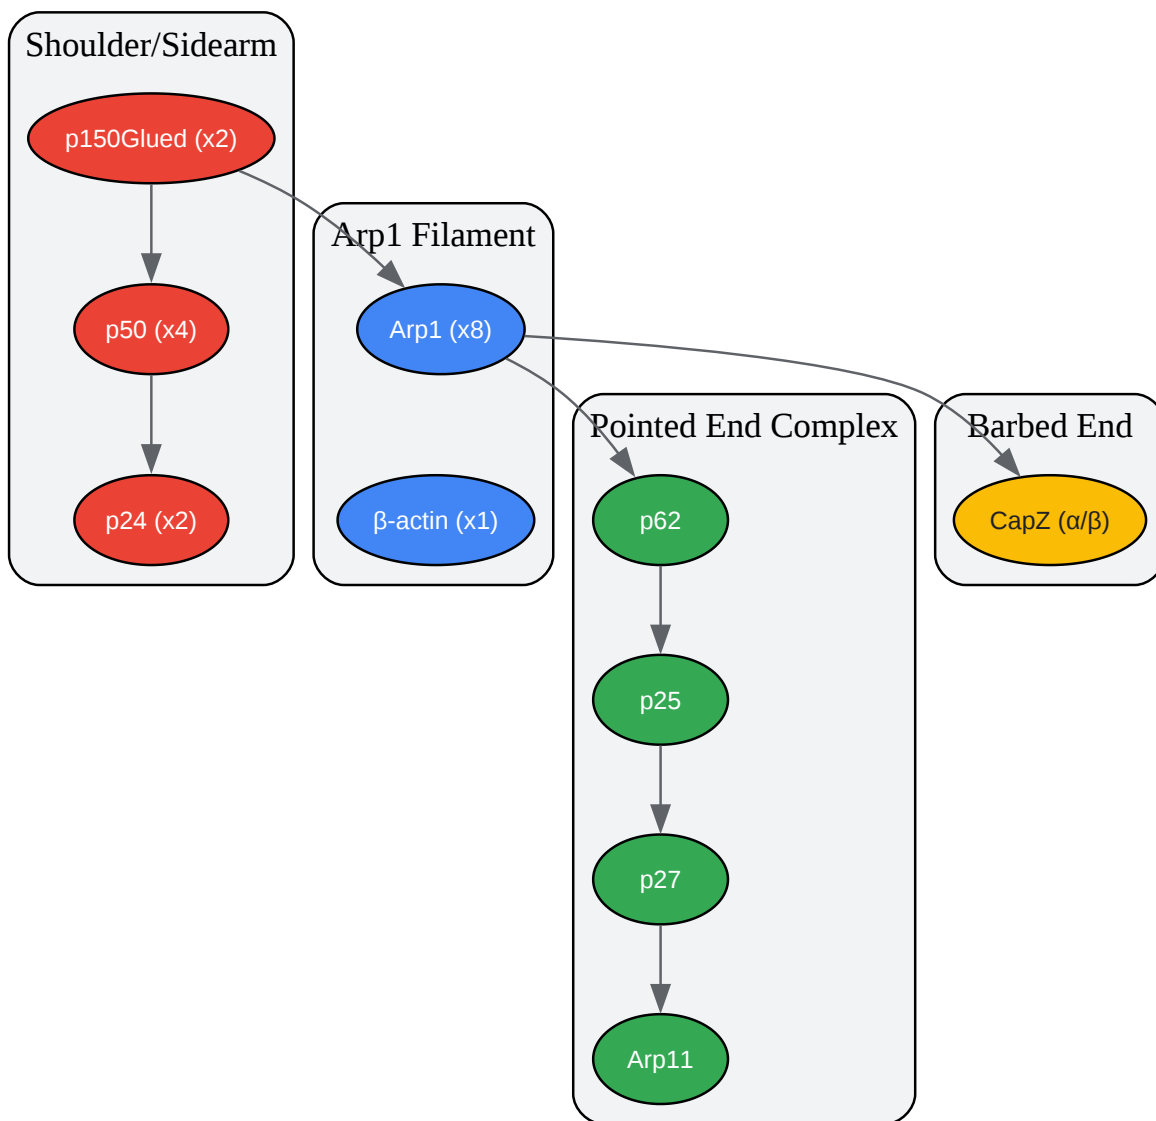 Shoulder/Sidearm
p150Glued (x2)
p50 (x4)
p24 (x2)
Arp1 Filament
Arp1 (x8)
β-actin (x1)
Pointed End Complex
p62
p25
p27
Arp11
Barbed End
CapZ (α/β)